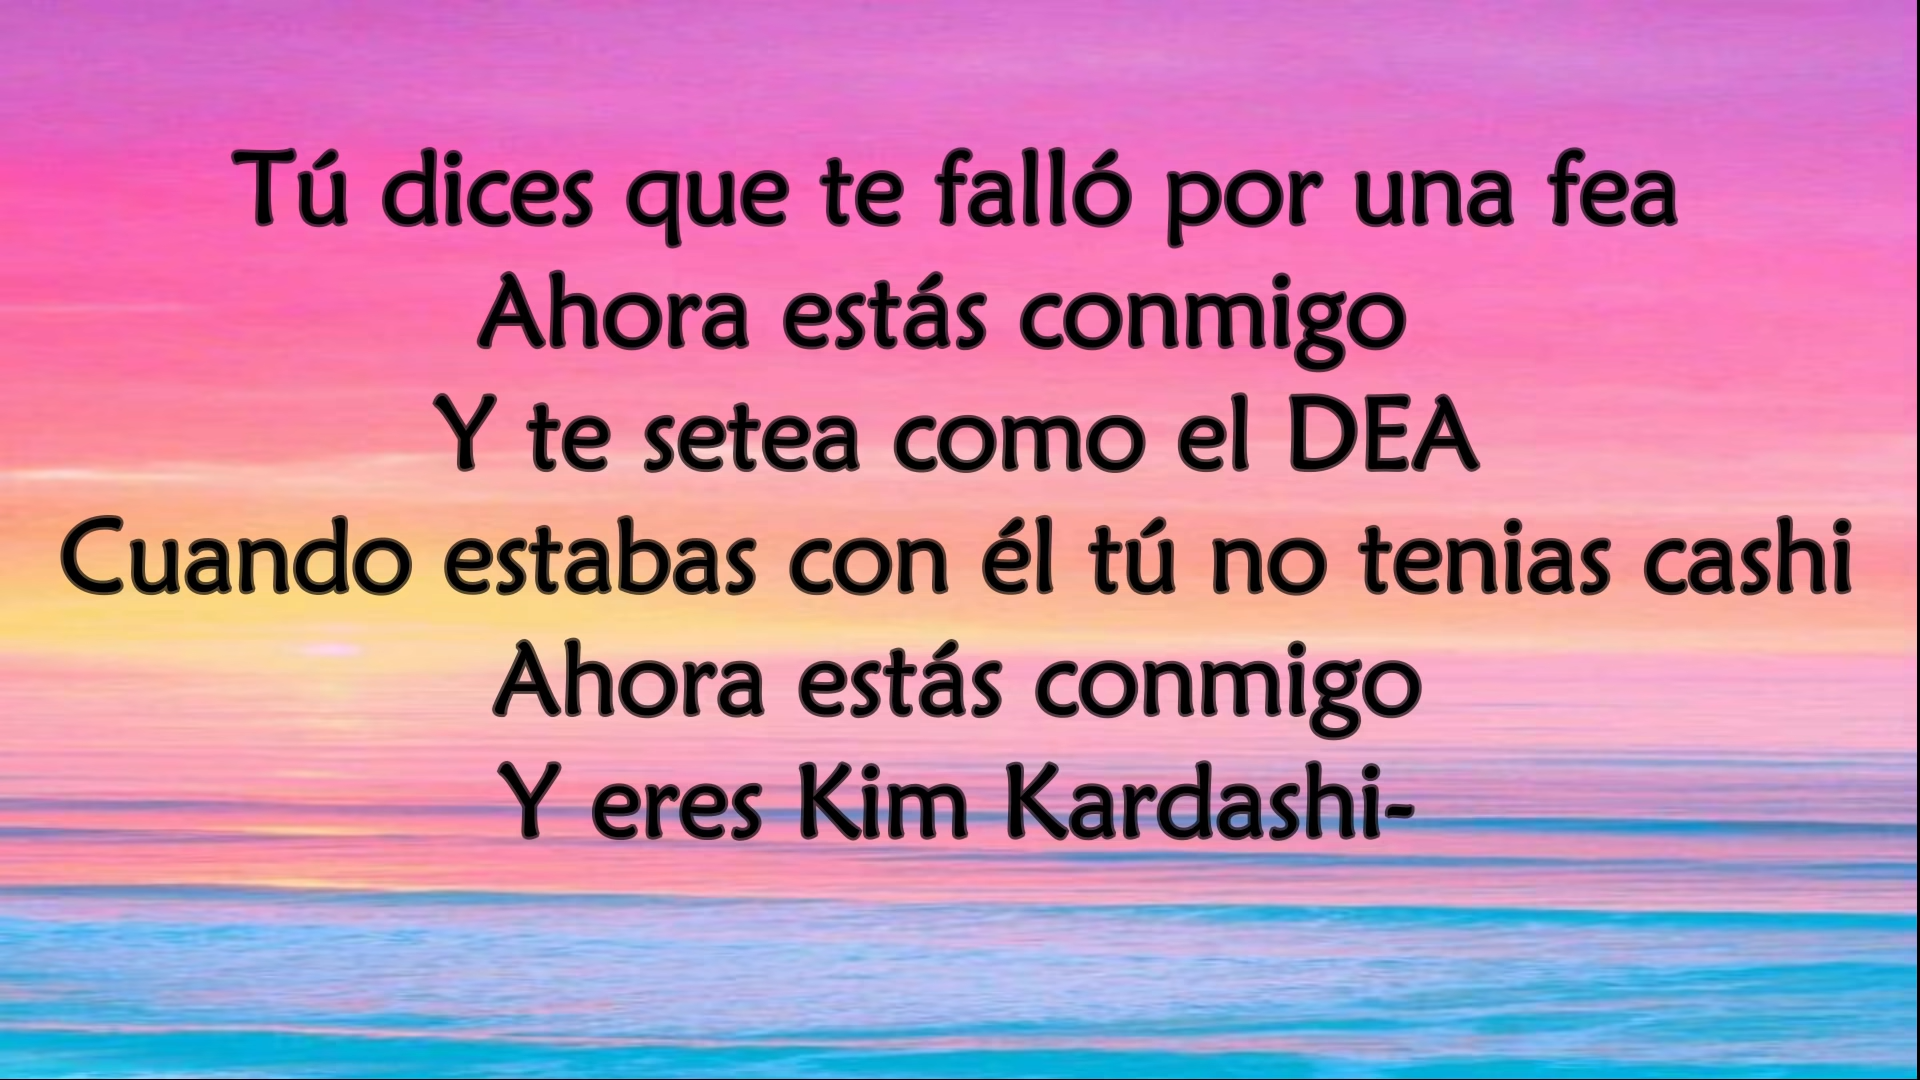 Tú dices que te falló por una fea
Ahora estás conmigo
Y te setea como el DEA
Cuando estabas con él tú no tenias cashi
Ahora estás conmigo
Y eres Kim Kardashi-